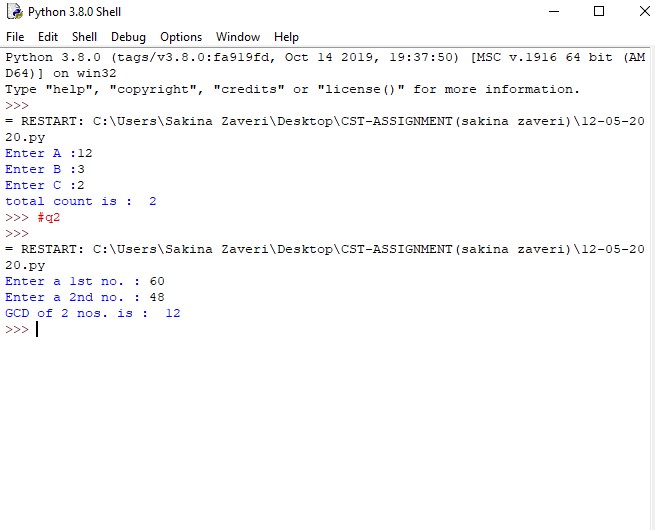 Python 3.8.0 Shell
File Edit Shell Debug Options Window Help
Python 3.8.0 (tags/v3.8.0:fa919fd, Oct 14 2019, 19:37:50) [MSC v.1916 64 bit (AM
D64)] on win32
Type "help", "copyright", "credits" or "license()" for more information.
>>>
= RESTART: C:\Users\Sakina Zaveri\Desktop\CST-ASSIGNMENT(sakina zaveri)\12-05-20
20.py
Enter A :12
Enter B :3
Enter C :2
total count is :  2
>>> #q2
>>>
= RESTART: C:\Users\Sakina Zaveri\Desktop\CST-ASSIGNMENT(sakina zaveri)\12-05-20
20.py
Enter a 1st no. : 60
Enter a 2nd no. : 48
GCD of 2 nos. is :  12
>>>